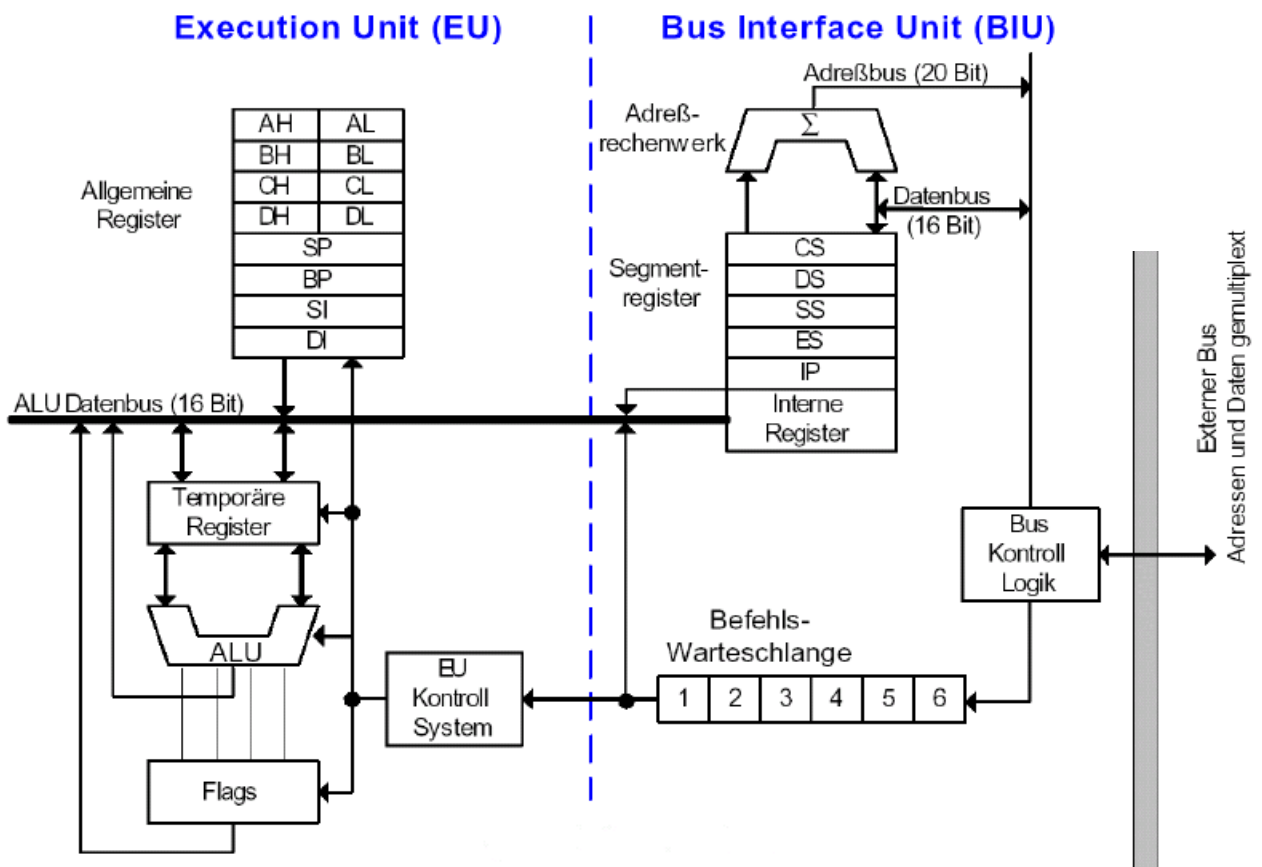 Execution Unit (EU)
Bus Interface Unit (BIU)
Adreßbus (20 Bit)
Adreß-
rechenwerk
Σ
Datenbus
(16 Bit)
Allgemeine
Register
AH AL
BH BL
CH CL
DH DL
SP
BP
SI
DI
Segment-
register
CS
DS
SS
ES
IP
Interne
Register
ALU Datenbus (16 Bit)
Temporäre
Register
ALU
Flags
EU
Kontroll
System
Befehls-
Warteschlange
1 2 3 4 5 6
Bus
Kontroll
Logik
Externer Bus
Adressen und Daten gemultiplext